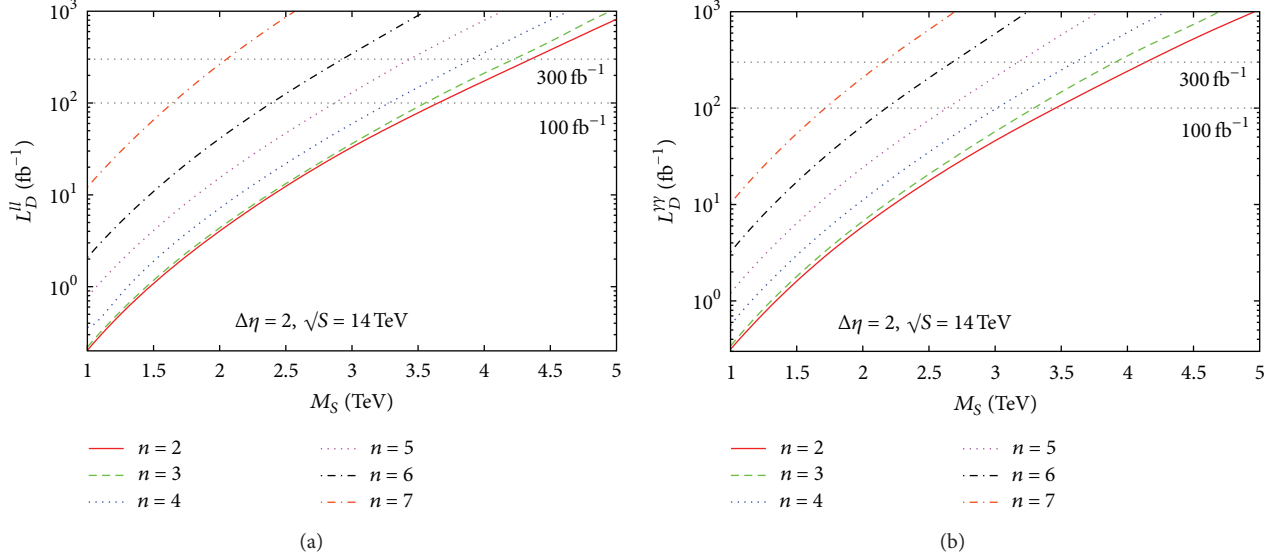 10³
10²
10¹
10⁰
L_D^{ll} (fb⁻¹)
300 fb⁻¹
100 fb⁻¹
Δη = 2, √S = 14 TeV
1 1.5 2 2.5 3 3.5 4 4.5 5
M_S (TeV)
n = 2
n = 3
n = 4
n = 5
n = 6
n = 7
(a)
10³
10²
10¹
10⁰
L_D^{γγ} (fb⁻¹)
300 fb⁻¹
100 fb⁻¹
Δη = 2, √S = 14 TeV
1 1.5 2 2.5 3 3.5 4 4.5 5
M_S (TeV)
n = 2
n = 3
n = 4
n = 5
n = 6
n = 7
(b)